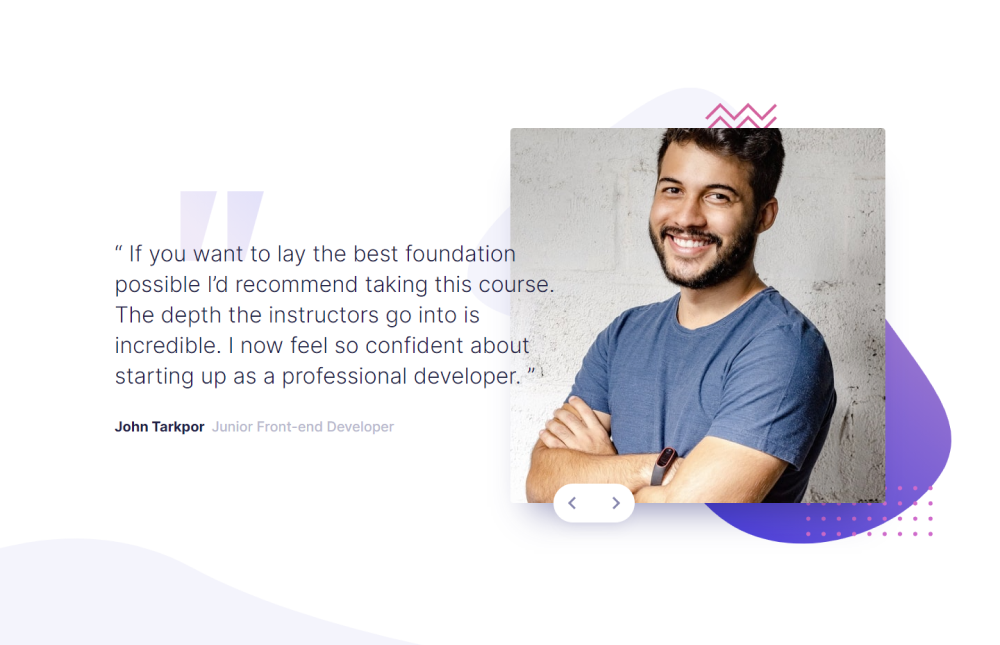 “ If you want to lay the best foundation
possible I’d recommend taking this course.
The depth the instructors go into is
incredible. I now feel so confident about
starting up as a professional developer. ”
John Tarkpor Junior Front-end Developer